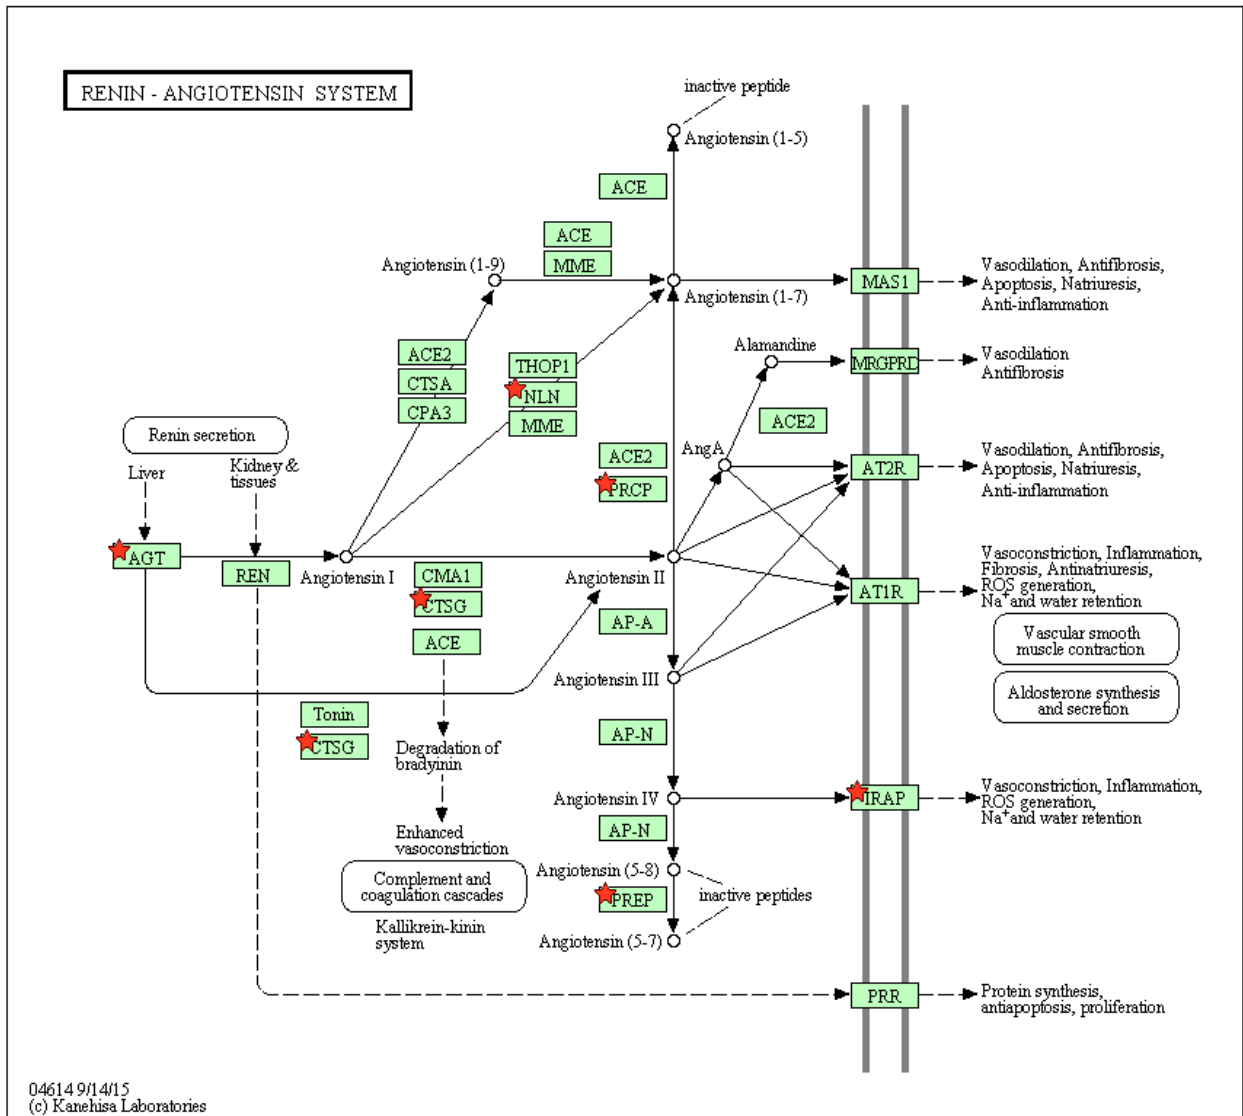 RENIN - ANGIOTENSIN SYSTEM
inactive peptide
Angiotensin (1-5)
ACE
ACE
MME
Angiotensin (1-9)
Angiotensin (1-7)
MAS1
Vasodilation, Antifibrosis,
Apoptosis, Natriuresis,
Anti-inflammation
ACE2
CTSA
CPA3
THOP1
NLN
MME
Alamandine
MRGPRD
Vasodilation
Antifibrosis
ACE2
Renin secretion
Liver
Kidney &
tissues
ACE2
PRCP
AngA
AT2R
Vasodilation, Antifibrosis,
Apoptosis, Natriuresis,
Anti-inflammation
AGT
REN
Angiotensin I
CMA1
CTSG
ACE
Angiotensin II
AP-A
AT1R
Vasoconstriction, Inflammation,
Fibrosis, Antinatriuresis,
ROS generation,
Na+ and water retention
Vascular smooth
muscle contraction
Aldosterone synthesis
and secretion
Angiotensin III
Tonin
CTSG
AP-N
Degradation of
bradyinin
Angiotensin IV
IRAP
Vasoconstriction, Inflammation,
ROS generation,
Na+ and water retention
Enhanced
vasoconstriction
AP-N
Complement and
coagulation cascades
Kallikrein-kinin
system
Angiotensin (5-8)
PREP
inactive peptides
Angiotensin (5-7)
PRR
Protein synthesis,
antiapoptosis, proliferation
04614 9/14/15
(c) Kanehisa Laboratories